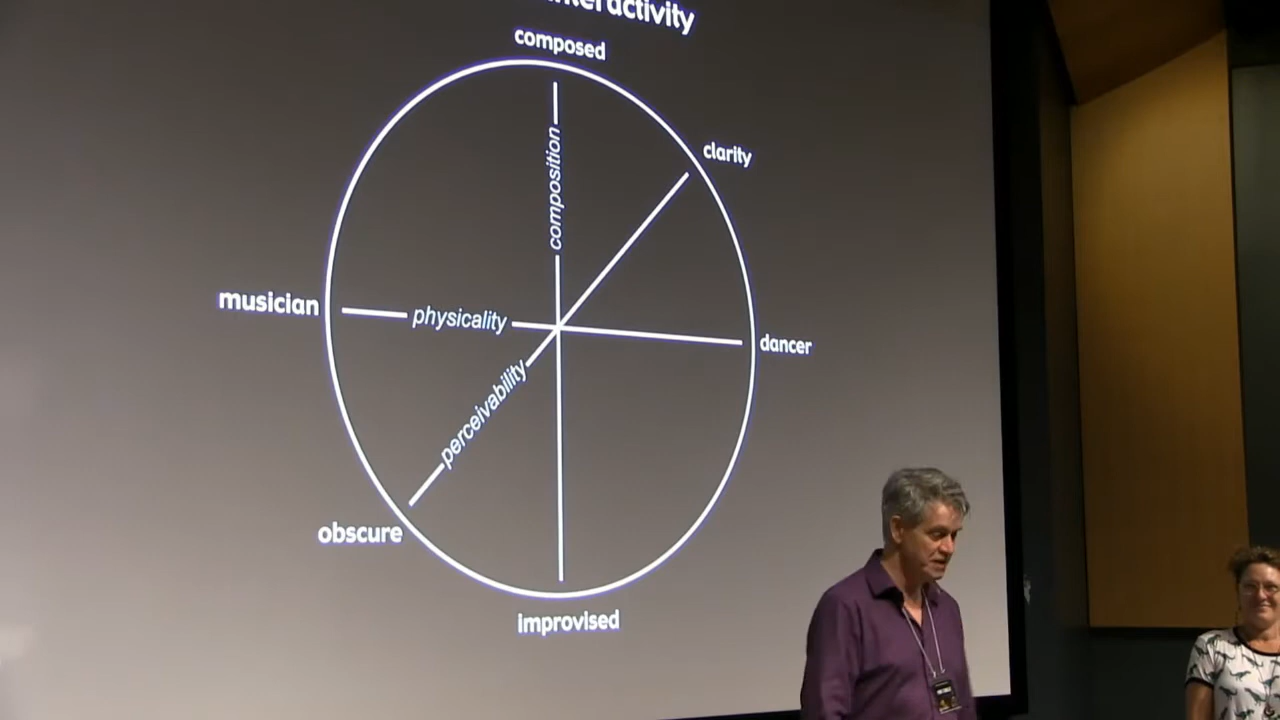 interactivity
composed
clarity
composition
musician
physicality
dancer
perceivability
obscure
improvised